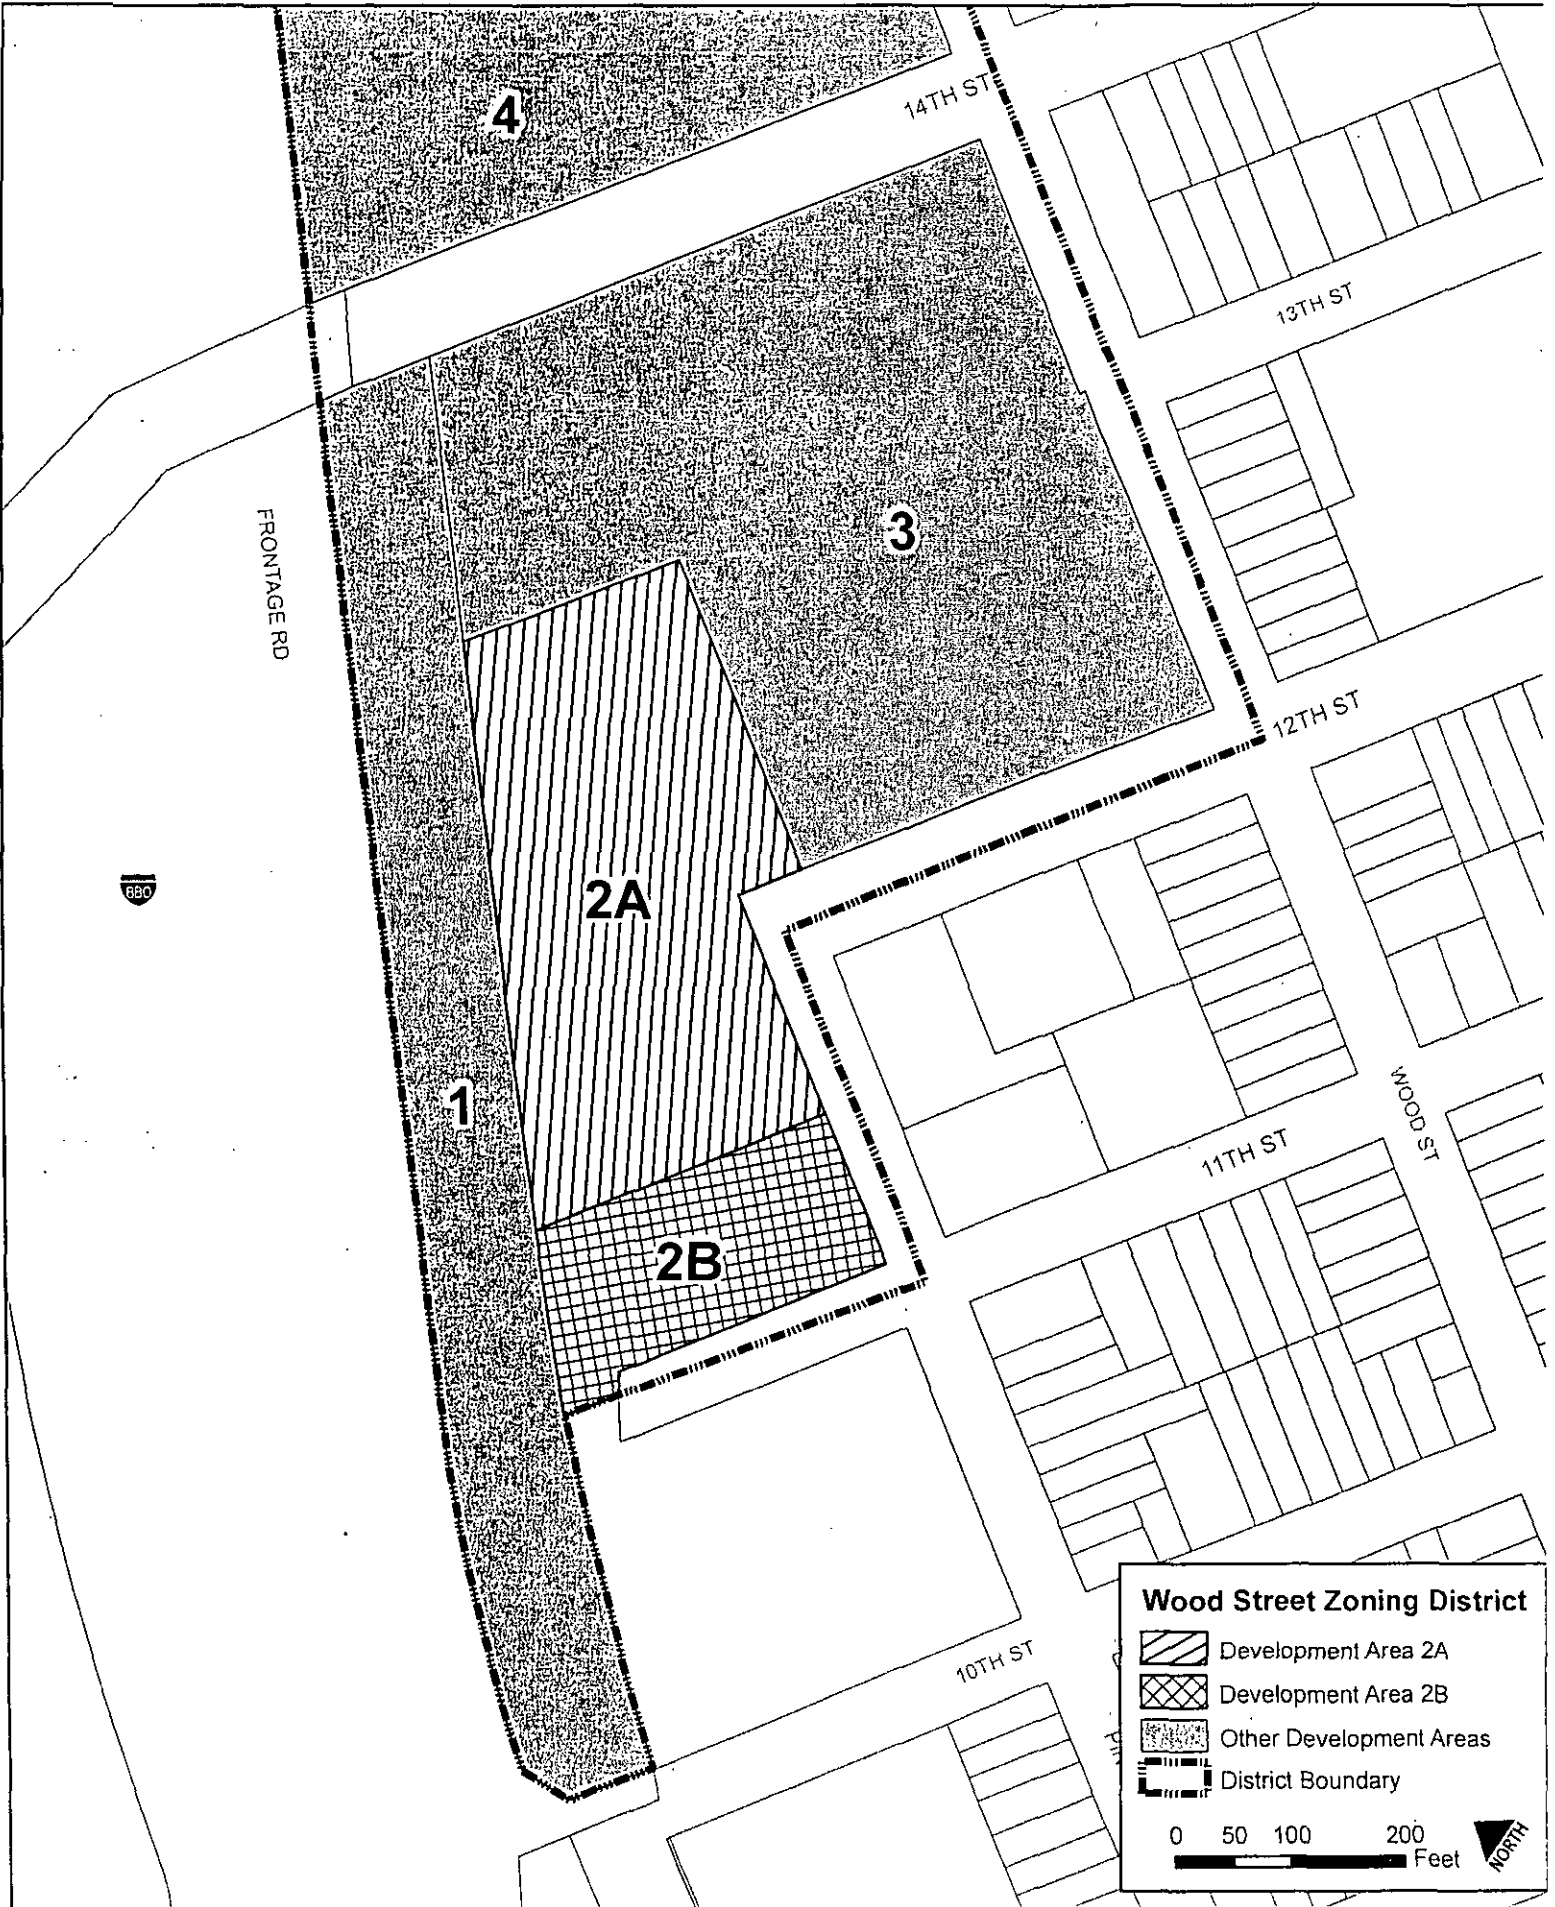 4
14TH ST
13TH ST
3
FRONTAGE RD
12TH ST
2A
880
1
WOOD ST
11TH ST
2B
10TH ST
Wood Street Zoning District
Development Area 2A
Development Area 2B
Other Development Areas
District Boundary
0 50 100 200
Feet
NORTH